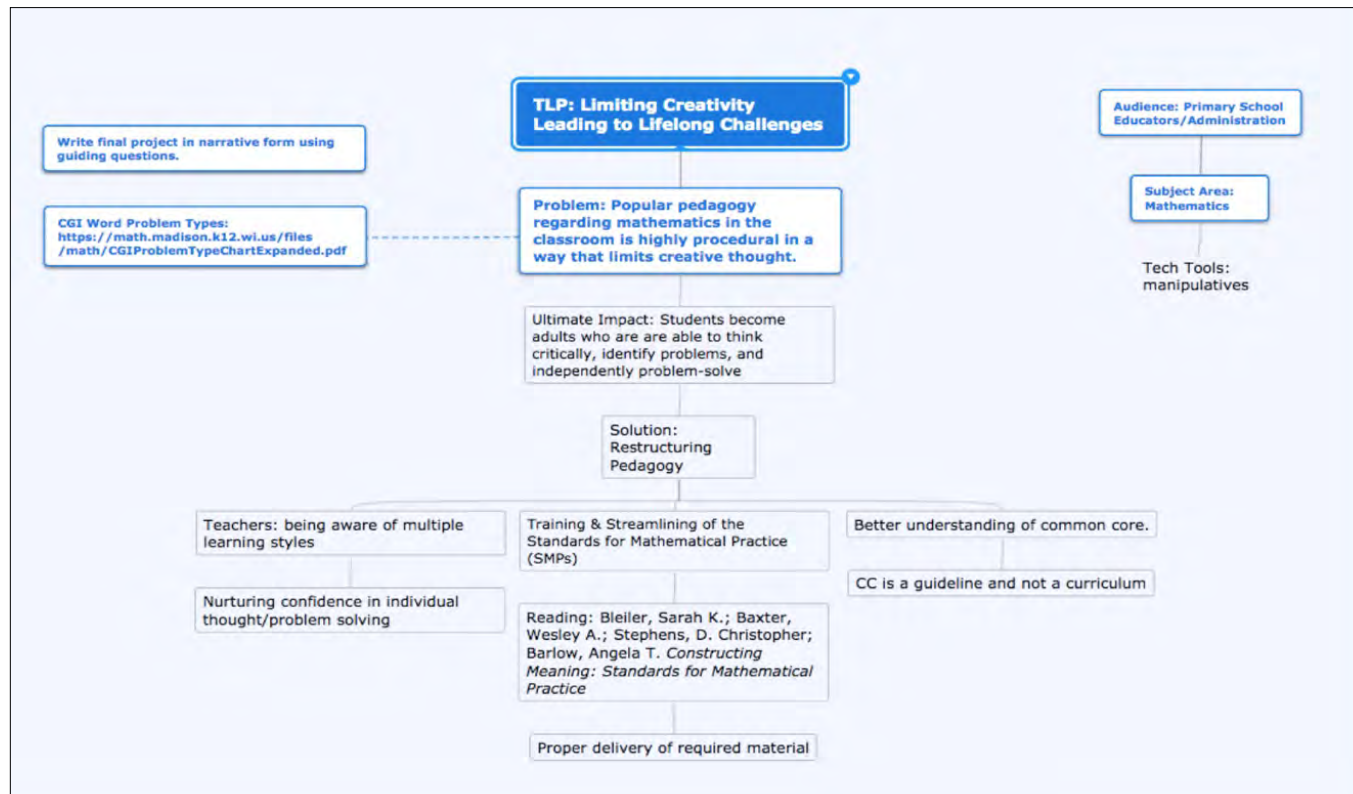 TLP: Limiting Creativity
Leading to Lifelong Challenges
Audience: Primary School
Educators/Administration
Write final project in narrative form using
guiding questions.
Subject Area:
Mathematics
Problem: Popular pedagogy
regarding mathematics in the
classroom is highly procedural in a
way that limits creative thought.
CGI Word Problem Types:
https://math.madison.k12.wi.us/files
/math/CGIProblemTypeChartExpanded.pdf
Tech Tools:
manipulatives
Ultimate Impact: Students become
adults who are are able to think
critically, identify problems, and
independently problem-solve
Solution:
Restructuring
Pedagogy
Teachers: being aware of multiple
learning styles
Nurturing confidence in individual
thought/problem solving
Training & Streamlining of the
Standards for Mathematical Practice
(SMPs)
Reading: Bleiler, Sarah K.; Baxter,
Wesley A.; Stephens, D. Christopher;
Barlow, Angela T. Constructing
Meaning: Standards for Mathematical
Practice
Proper delivery of required material
Better understanding of common core.
CC is a guideline and not a curriculum